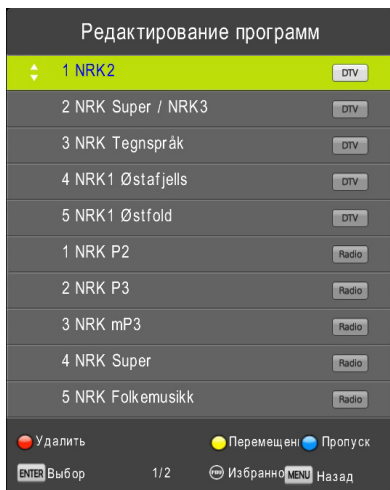 Редактирование программ
1 NRK2 DTV
2 NRK Super / NRK3 DTV
3 NRK Tegnspråk DTV
4 NRK1 Østafjells DTV
5 NRK1 Østfold DTV
1 NRK P2 Radio
2 NRK P3 Radio
3 NRK mP3 Radio
4 NRK Super Radio
5 NRK Folkemusikk Radio
Удалить Перемещени Пропуск
ENTER Выбор 1/2 FAV Избранно MENU Назад